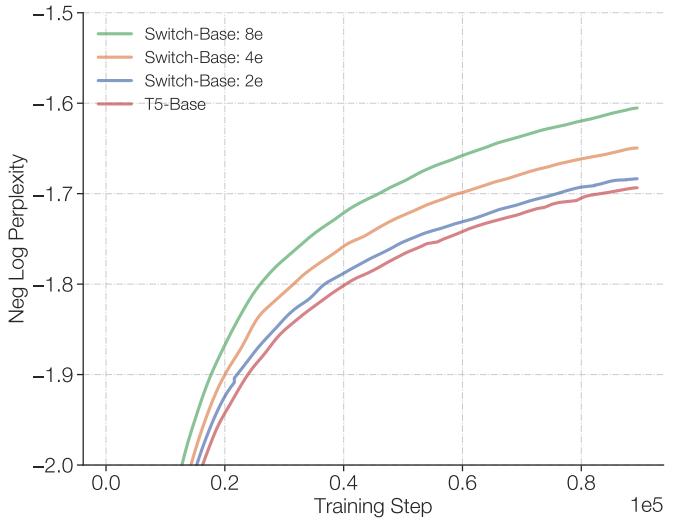 −1.5
Switch-Base: 8e
Switch-Base: 4e
Switch-Base: 2e
T5-Base
−1.6
−1.7
−1.8
−1.9
−2.0
Neg Log Perplexity
0.0 0.2 0.4 0.6 0.8
1e5
Training Step